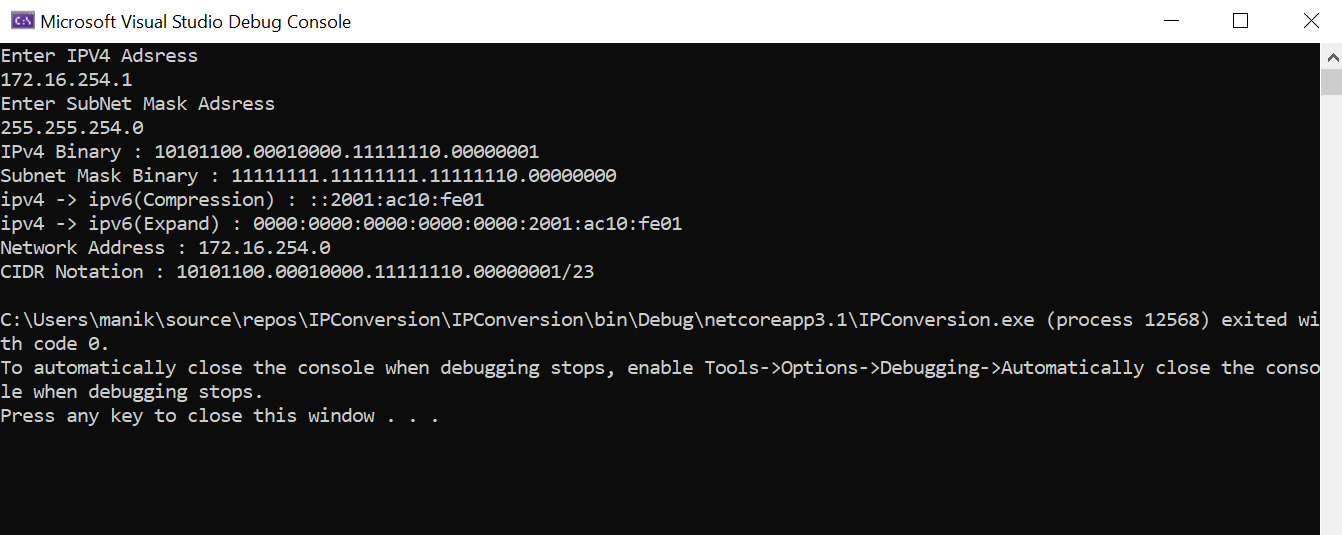 C:\ Microsoft Visual Studio Debug Console
Enter IPV4 Adsress
172.16.254.1
Enter SubNet Mask Adsress
255.255.254.0
IPv4 Binary : 10101100.00010000.11111110.00000001
Subnet Mask Binary : 11111111.11111111.11111110.00000000
ipv4 -> ipv6(Compression) : ::2001:ac10:fe01
ipv4 -> ipv6(Expand) : 0000:0000:0000:0000:0000:2001:ac10:fe01
Network Address : 172.16.254.0
CIDR Notation : 10101100.00010000.11111110.00000001/23
C:\Users\manik\source\repos\IPConversion\IPConversion\bin\Debug\netcoreapp3.1\IPConversion.exe (process 12568) exited wi
th code 0.
To automatically close the console when debugging stops, enable Tools->Options->Debugging->Automatically close the conso
le when debugging stops.
Press any key to close this window . . .